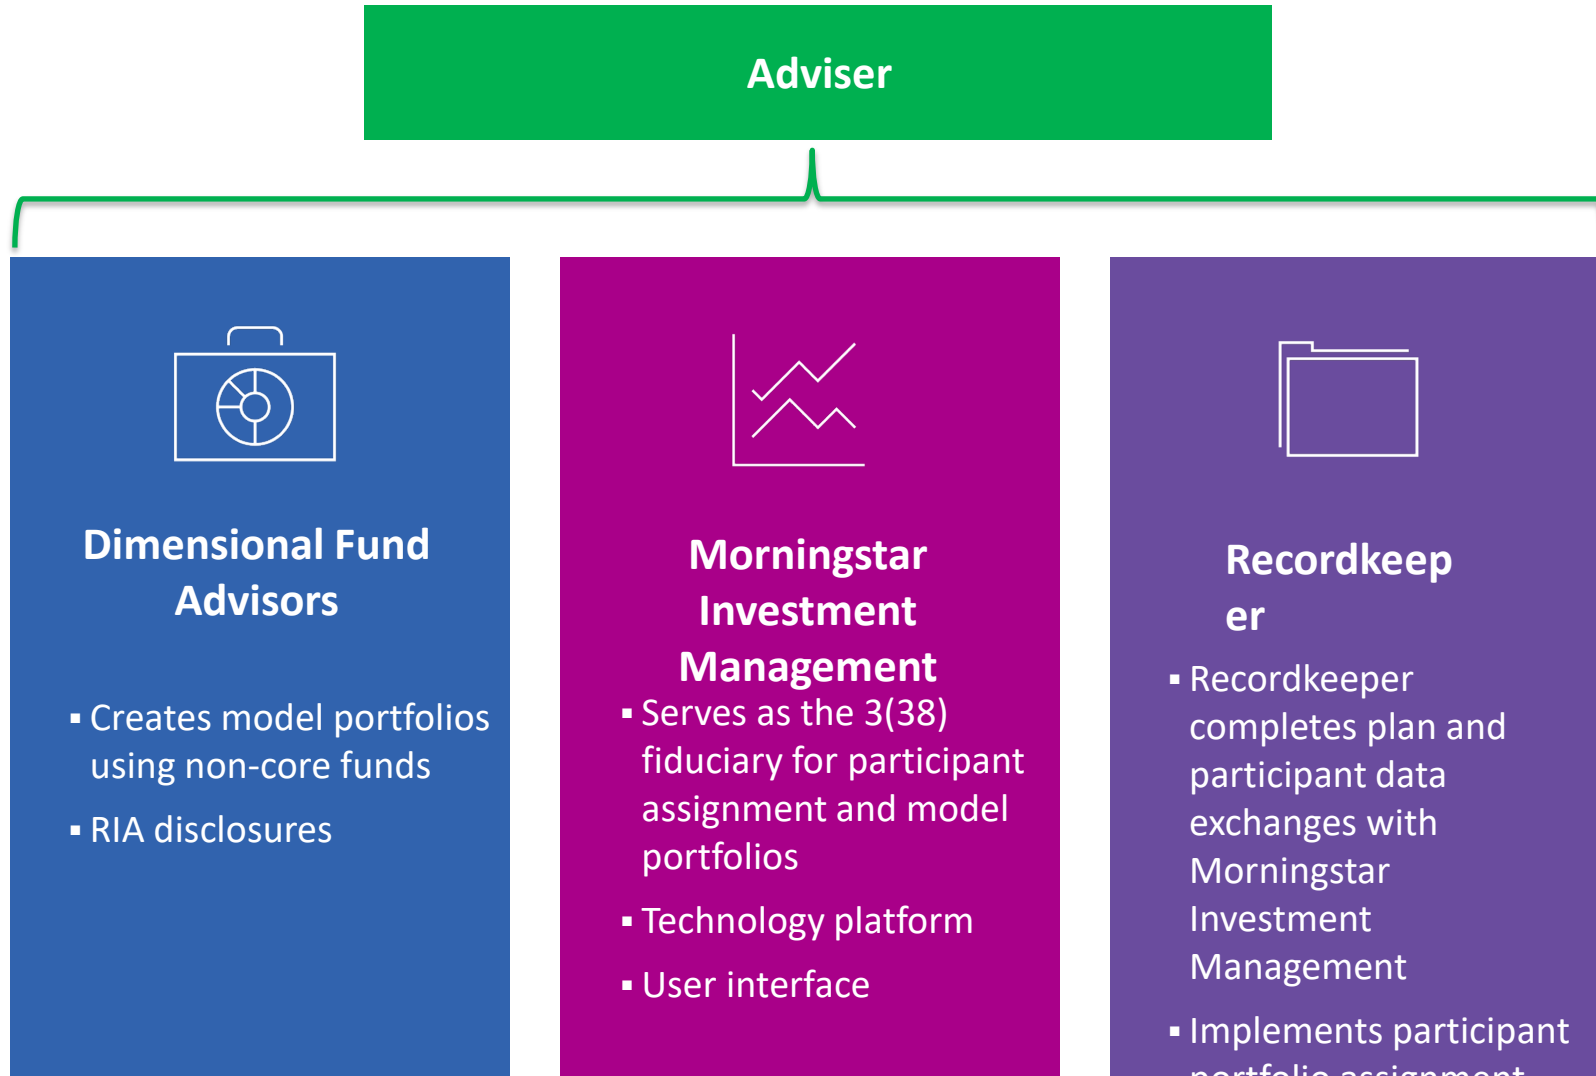 Adviser
Dimensional Fund
Advisors
▪ Creates model portfolios
using non-core funds
▪ RIA disclosures
Morningstar
Investment
Management
▪ Serves as the 3(38)
fiduciary for participant
assignment and model
portfolios
▪ Technology platform
▪ User interface
Recordkeep
er
▪ Recordkeeper
completes plan and
participant data
exchanges with
Morningstar
Investment
Management
▪ Implements participant
portfolio assignment